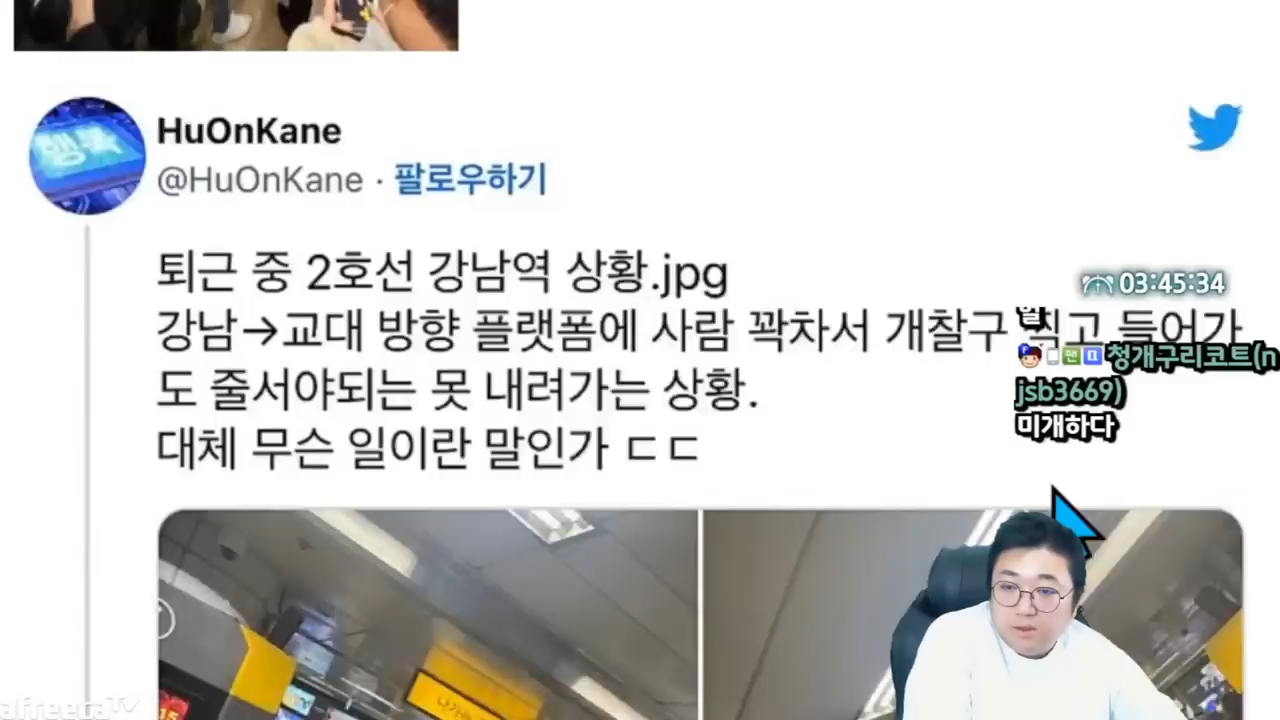 HuOnKane
@HuOnKane · 팔로우하기
퇴근 중 2호선 강남역 상황.jpg
강남→교대 방향 플랫폼에 사람 꽉차서 개찰구 찍고 들어가
도 줄서야되는 못 내려가는 상황.
대체 무슨 일이란 말인가 ㄷㄷ
03:45:34
팬
청개구리코트(n
jsb3669)
미개하다
afreecaTV
15